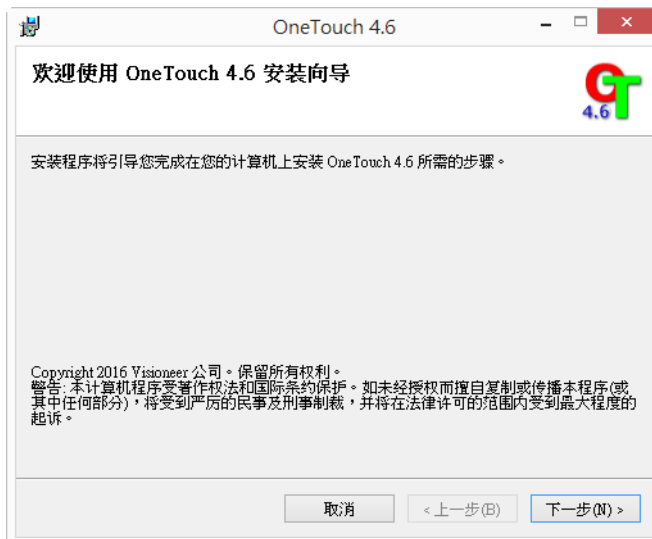 OneTouch 4.6
欢迎使用 OneTouch 4.6 安装向导
OT
4.6
安装程序将引导您完成在您的计算机上安装 OneTouch 4.6 所需的步骤。
Copyright 2016 Visioneer 公司。保留所有权利。
警告: 本计算机程序受著作权法和国际条约保护。如未经授权而擅自复制或传播本程序(或
其中任何部分)，将受到严厉的民事及刑事制裁，并将在法律许可的范围内受到最大程度的
起诉。
取消
<上一步(B)
下一步(N) >